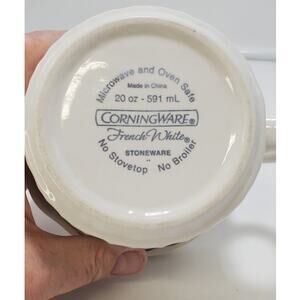 Microwave and Oven Safe
Made in China
20 oz - 591 mL
CORNINGWARE®
French White®
STONEWARE
No Stovetop No Broiler